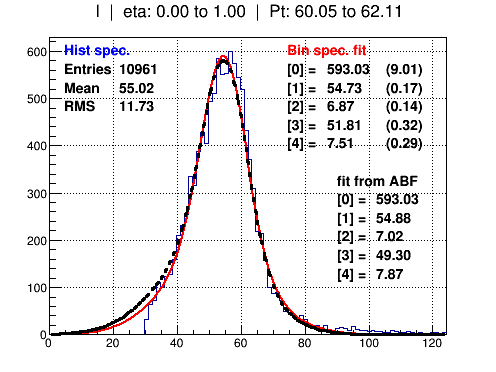 I | eta: 0.00 to 1.00 | Pt: 60.05 to 62.11
Hist spec.
Entries 10961
Mean 55.02
RMS 11.73
Bin spec. fit
[0] = 593.03 (9.01)
[1] = 54.73 (0.17)
[2] = 6.87 (0.14)
[3] = 51.81 (0.32)
[4] = 7.51 (0.29)
fit from ABF
[0] = 593.03
[1] = 54.88
[2] = 7.02
[3] = 49.30
[4] = 7.87
600
500
400
300
200
100
0
0 20 40 60 80 100 120